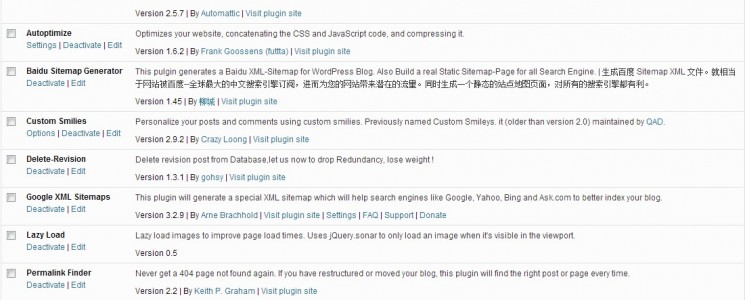 Version 2.5.7 | By Automattic | Visit plugin site
Autoptimize
Optimizes your website, concatenating the CSS and JavaScript code, and compressing it.
Settings | Deactivate | Edit
Version 1.6.2 | By Frank Goossens (futtta) | Visit plugin site
Baidu Sitemap Generator
This pulgin generates a Baidu XML-Sitemap for WordPress Blog. Also Build a real Static Sitemap-Page for all Search Engine. | 生成百度 Sitemap XML 文件。就相当
Deactivate | Edit
于网站被百度--全球最大的中文搜索引擎订阅，进而为您的网站带来潜在的流量。同时生成一个静态的站点地图页面，对所有的搜索引擎都有利。
Version 1.45 | By 柳城 | Visit plugin site
Custom Smilies
Personalize your posts and comments using custom smilies. Previously named Custom Smileys. it (older than version 2.0) maintained by QAD.
Options | Deactivate | Edit
Version 2.9.2 | By Crazy Loong | Visit plugin site
Delete-Revision
Delete revision post from Database,let us now to drop Redundancy, lose weight !
Deactivate | Edit
Version 1.3.1 | By gohsy | Visit plugin site
Google XML Sitemaps
This plugin will generate a special XML sitemap which will help search engines like Google, Yahoo, Bing and Ask.com to better index your blog.
Deactivate | Edit
Version 3.2.9 | By Arne Brachhold | Visit plugin site | Settings | FAQ | Support | Donate
Lazy Load
Lazy load images to improve page load times. Uses jQuery.sonar to only load an image when it's visible in the viewport.
Deactivate | Edit
Version 0.5
Permalink Finder
Never get a 404 page not found again. If you have restructured or moved your blog, this plugin will find the right post or page every time.
Deactivate | Edit
Version 2.2 | By Keith P. Graham | Visit plugin site